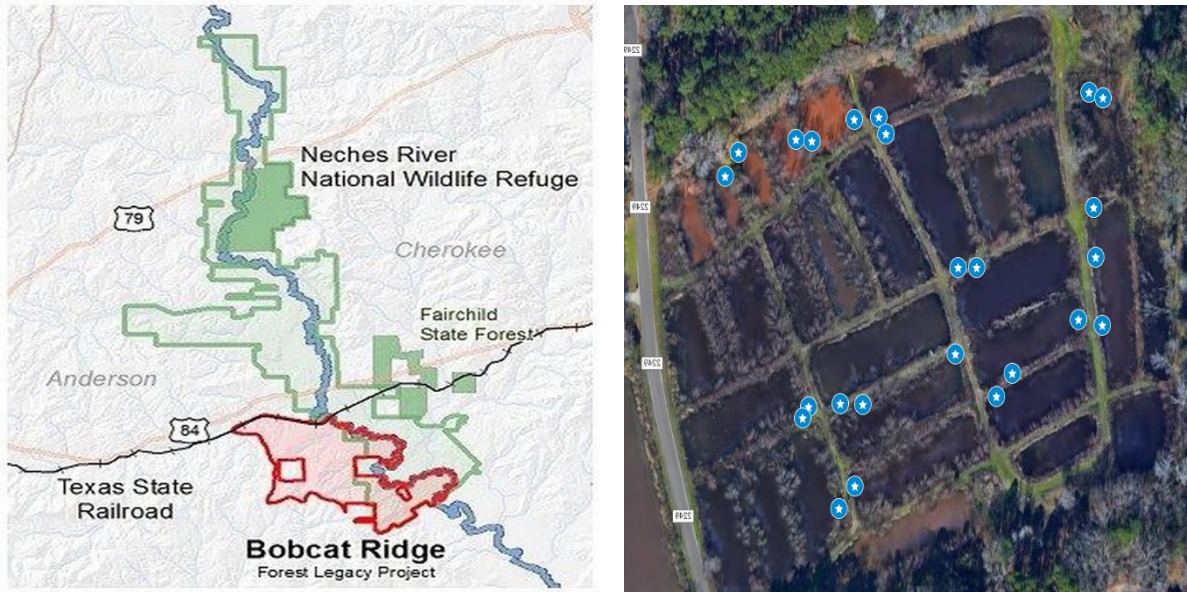 Neches River
National Wildlife Refuge
79
Cherokee
Fairchild
State Forest
Anderson
84
Texas State
Railroad
Bobcat Ridge
Forest Legacy Project
2249
2249
2249
2249